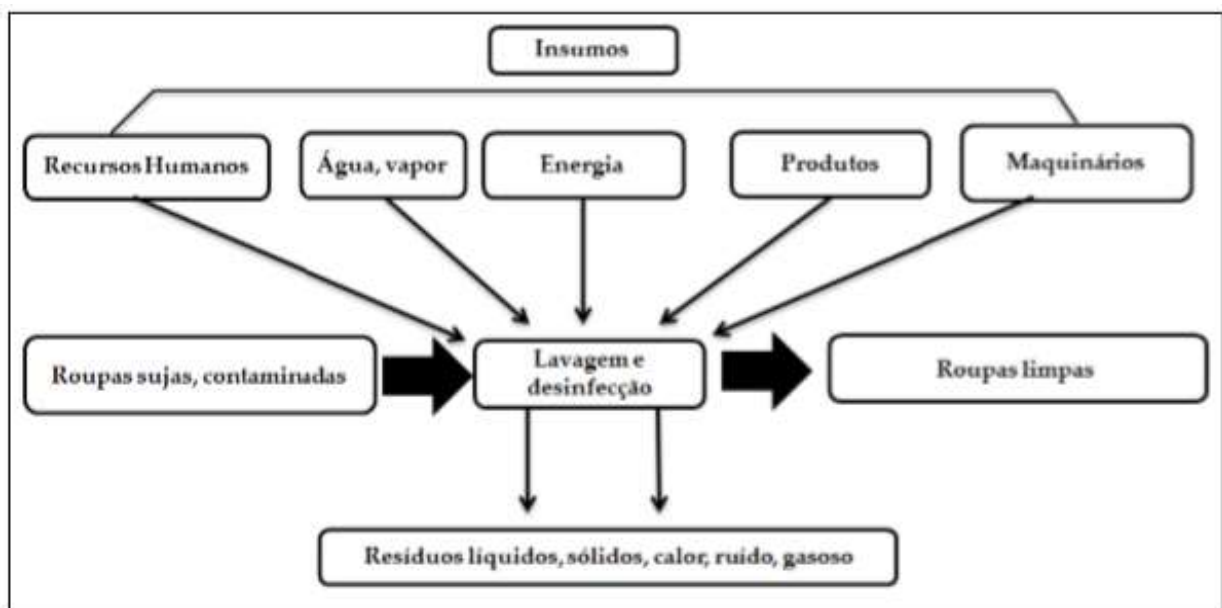 Insumos
Recursos Humanos
Água, vapor
Energia
Produtos
Maquinários
Roupas sujas, contaminadas
Lavagem e
desinfecção
Roupas limpas
Resíduos líquidos, sólidos, calor, ruído, gasoso